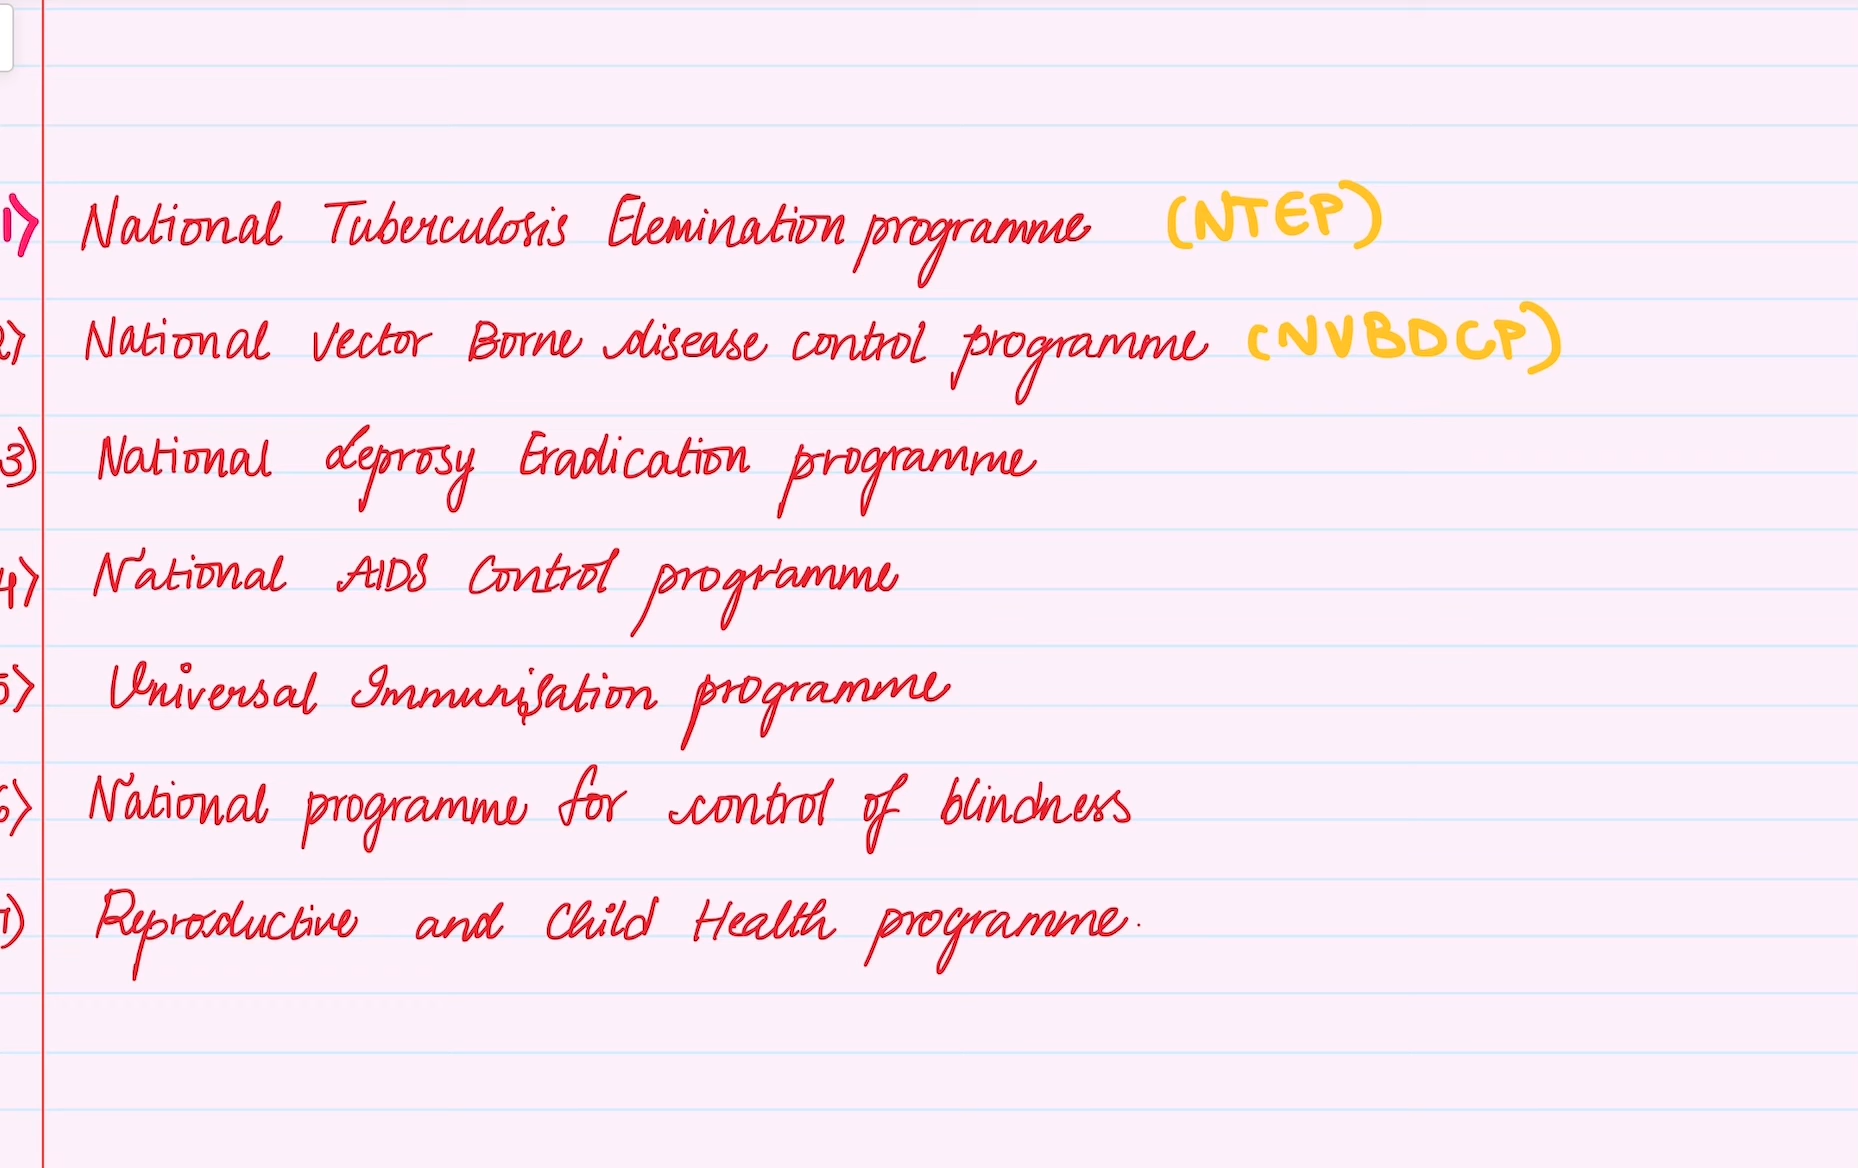 1) National Tuberculosis Elemination programme (NTEP)
2) National vector Borne disease control programme (NVBDCP)
3) National Leprosy Eradication programme
4) National AIDS Control programme
5) Universal Immunisation programme
6) National programme for control of blindness
7) Reproductive and Child Health programme.